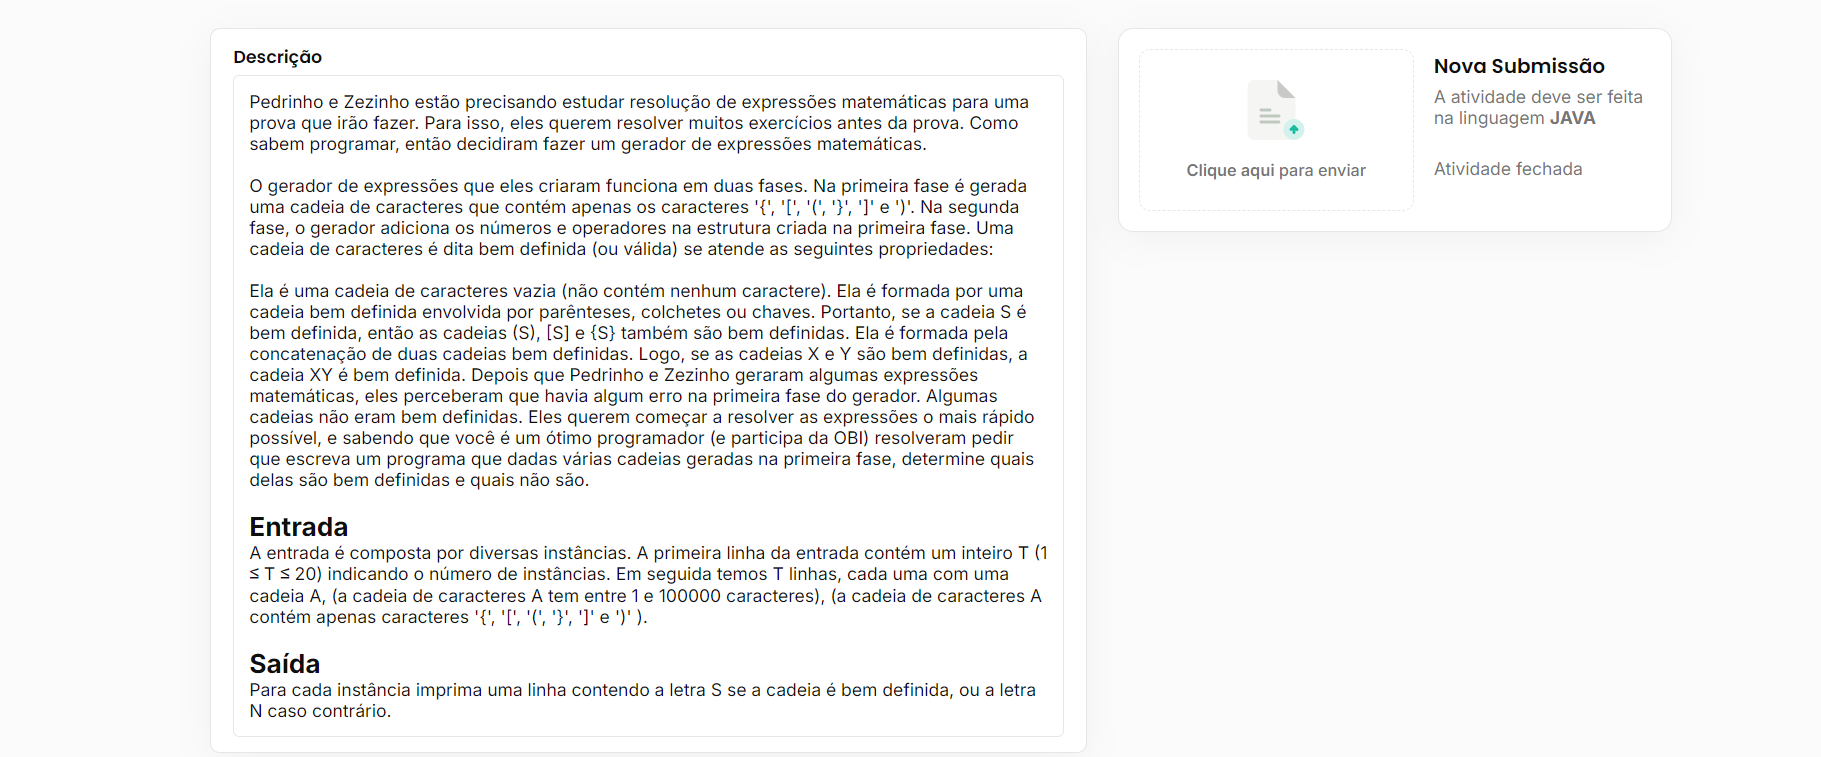 Descrição
Pedrinho e Zezinho estão precisando estudar resolução de expressões matemáticas para uma
prova que irão fazer. Para isso, eles querem resolver muitos exercícios antes da prova. Como
sabem programar, então decidiram fazer um gerador de expressões matemáticas.
O gerador de expressões que eles criaram funciona em duas fases. Na primeira fase é gerada
uma cadeia de caracteres que contém apenas os caracteres '{', '[', '(', '}', ']' e ')'. Na segunda
fase, o gerador adiciona os números e operadores na estrutura criada na primeira fase. Uma
cadeia de caracteres é dita bem definida (ou válida) se atende as seguintes propriedades:
Ela é uma cadeia de caracteres vazia (não contém nenhum caractere). Ela é formada por uma
cadeia bem definida envolvida por parênteses, colchetes ou chaves. Portanto, se a cadeia S é
bem definida, então as cadeias (S), [S] e {S} também são bem definidas. Ela é formada pela
concatenação de duas cadeias bem definidas. Logo, se as cadeias X e Y são bem definidas, a
cadeia XY é bem definida. Depois que Pedrinho e Zezinho geraram algumas expressões
matemáticas, eles perceberam que havia algum erro na primeira fase do gerador. Algumas
cadeias não eram bem definidas. Eles querem começar a resolver as expressões o mais rápido
possível, e sabendo que você é um ótimo programador (e participa da OBI) resolveram pedir
que escreva um programa que dadas várias cadeias geradas na primeira fase, determine quais
delas são bem definidas e quais não são.
Entrada
A entrada é composta por diversas instâncias. A primeira linha da entrada contém um inteiro T (1
≤ T ≤ 20) indicando o número de instâncias. Em seguida temos T linhas, cada uma com uma
cadeia A, (a cadeia de caracteres A tem entre 1 e 100000 caracteres), (a cadeia de caracteres A
contém apenas caracteres '{', '[', '(', '}', ']' e ')' ).
Saída
Para cada instância imprima uma linha contendo a letra S se a cadeia é bem definida, ou a letra
N caso contrário.
Clique aqui para enviar
Nova Submissão
A atividade deve ser feita
na linguagem JAVA
Atividade fechada